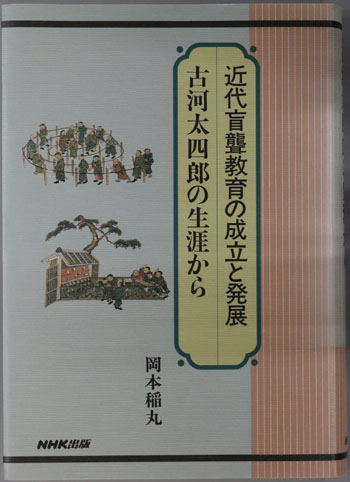 近代盲聾教育の成立と発展
古河太四郎の生涯から
岡本稲丸
NHK出版